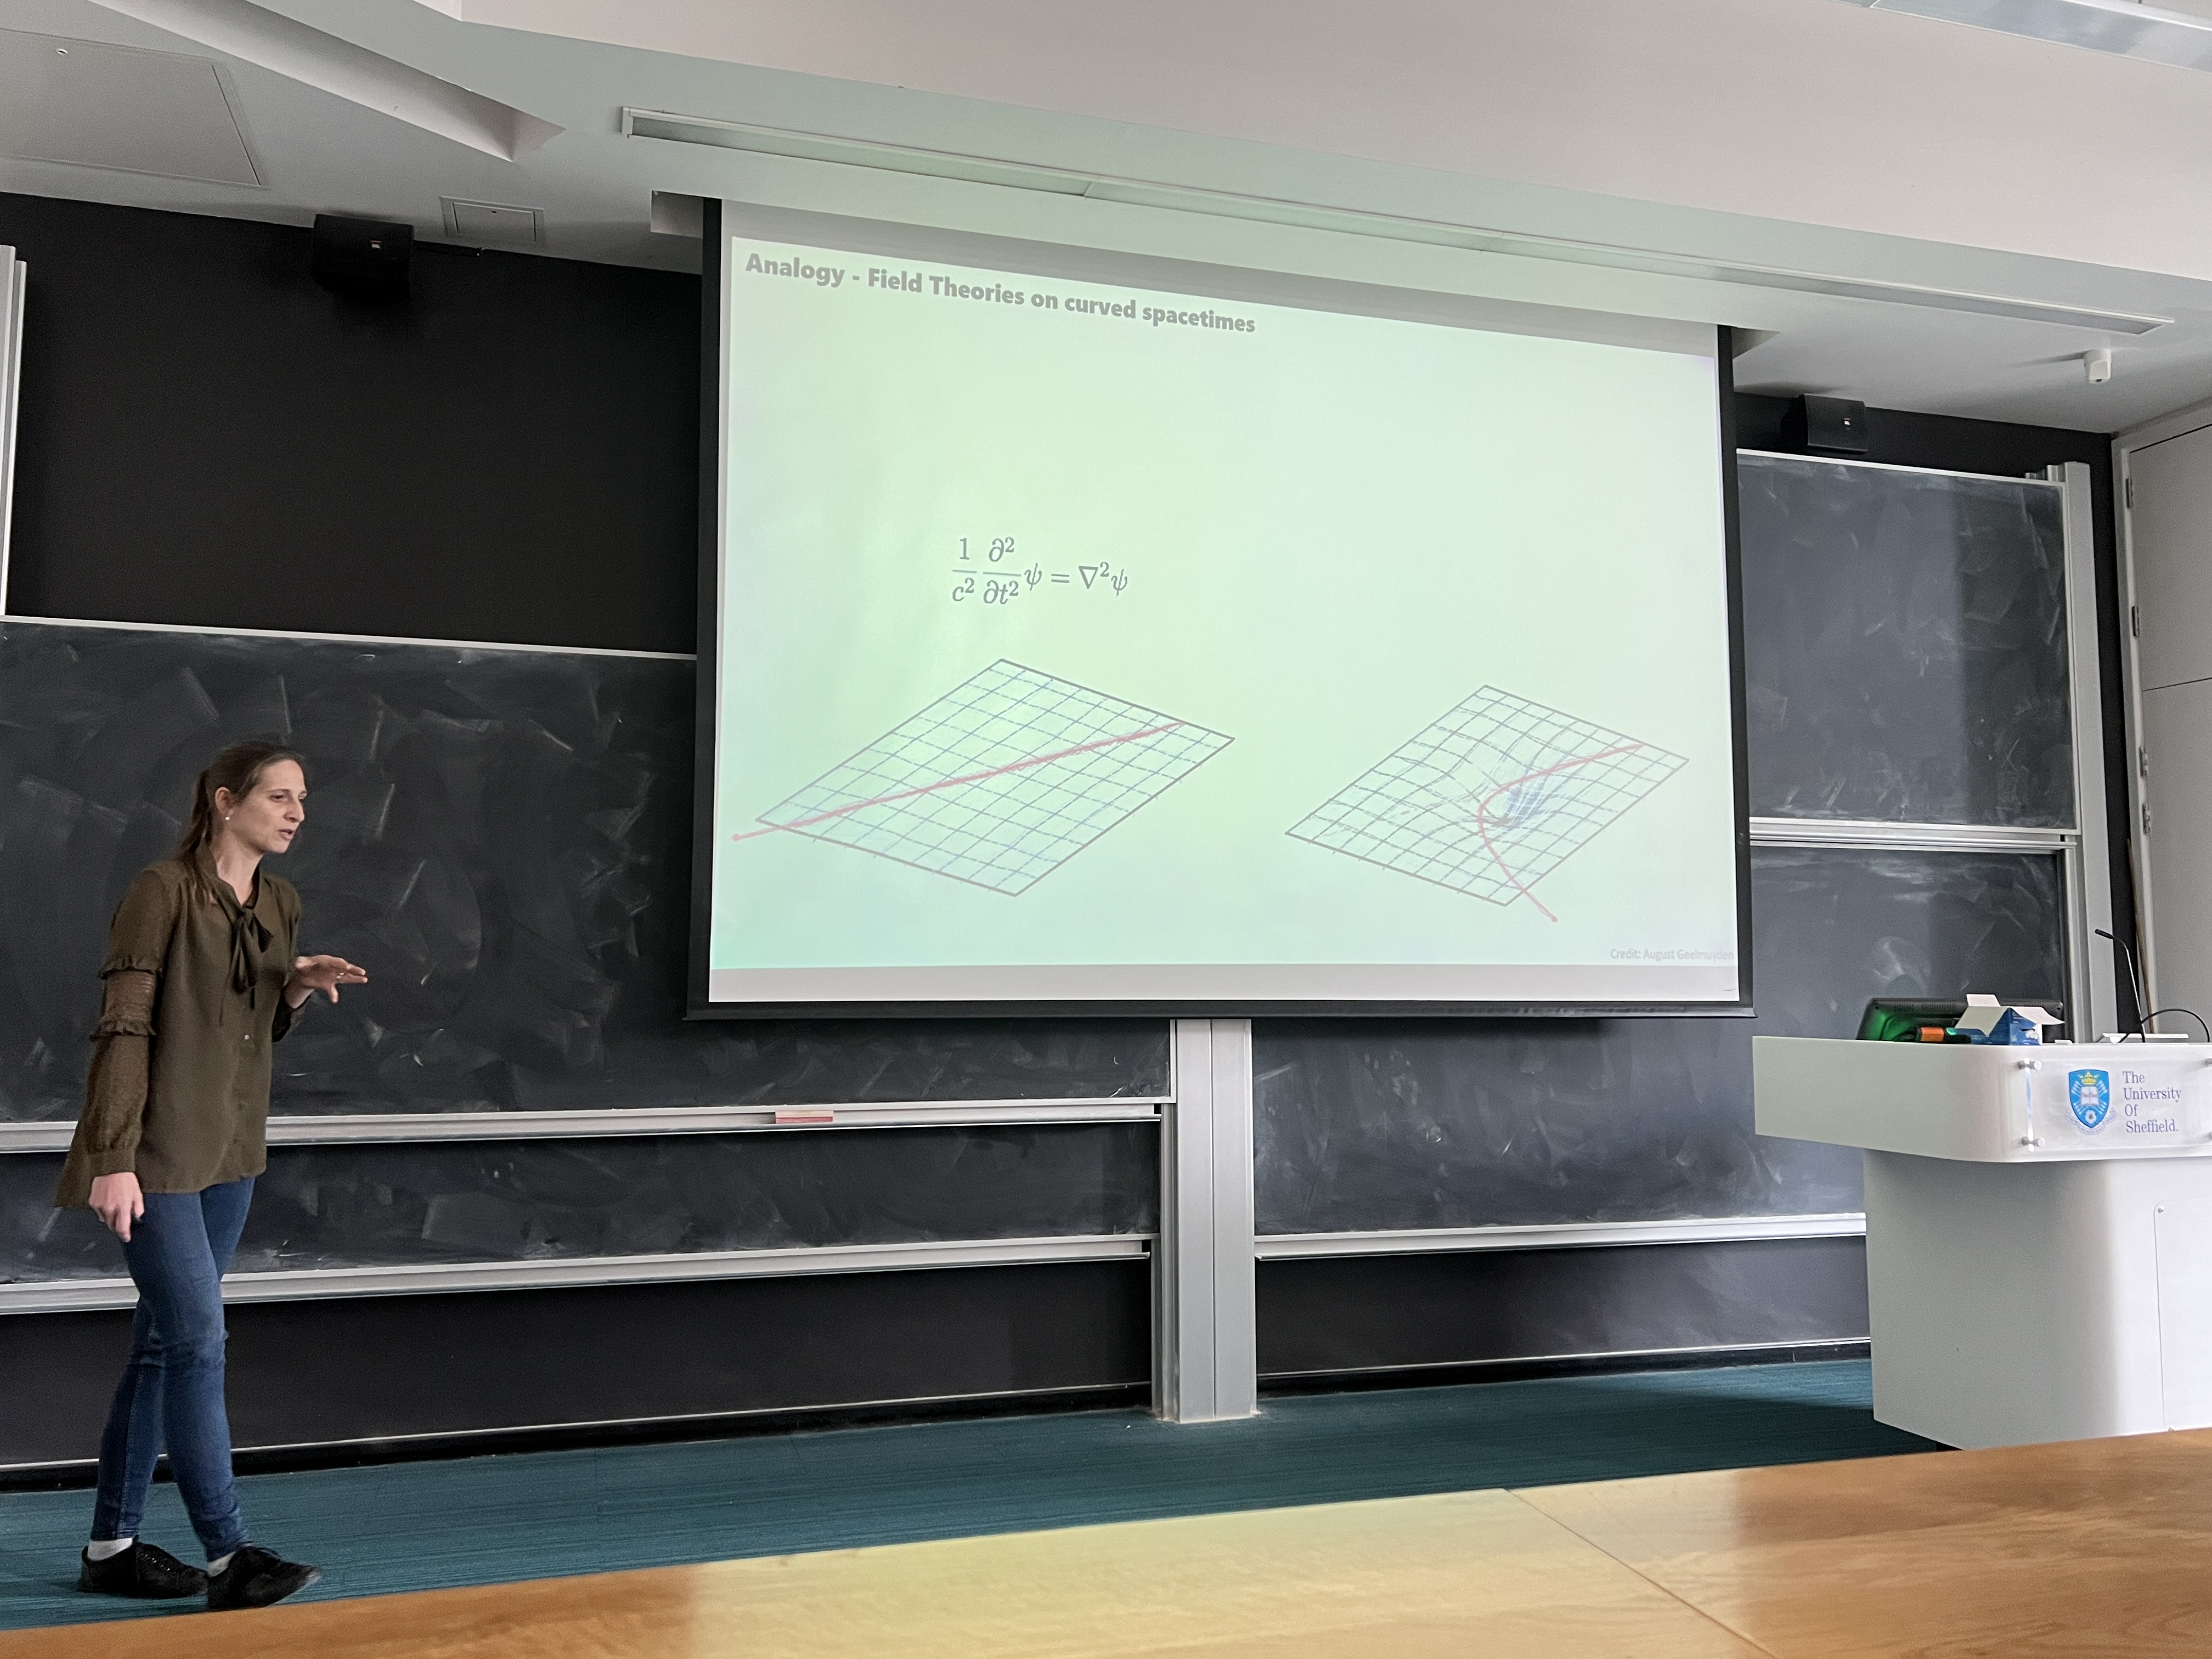 Analogy - Field Theories on curved spacetimes
1/c² ∂²/∂t² ψ = ∇²ψ
Credit: August Geelmuyden
The
University
Of
Sheffield.